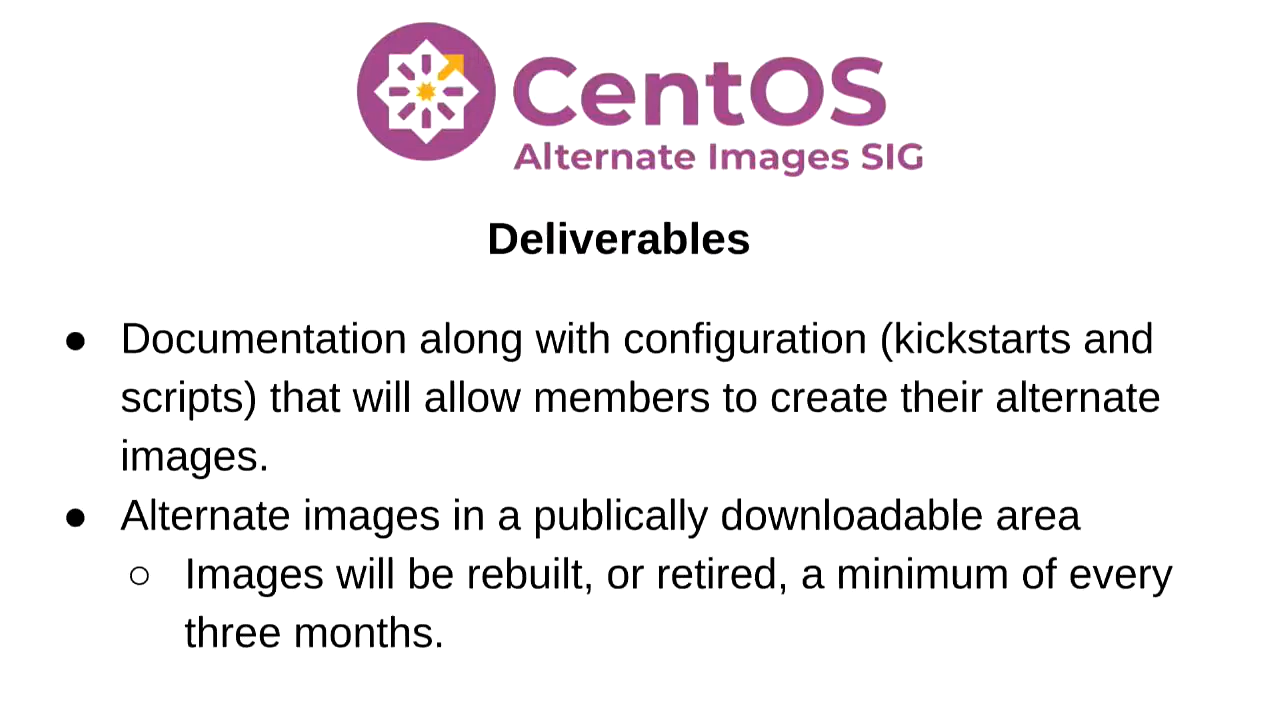 CentOS
Alternate Images SIG
Deliverables
● Documentation along with configuration (kickstarts and
scripts) that will allow members to create their alternate
images.
● Alternate images in a publically downloadable area
○ Images will be rebuilt, or retired, a minimum of every
three months.